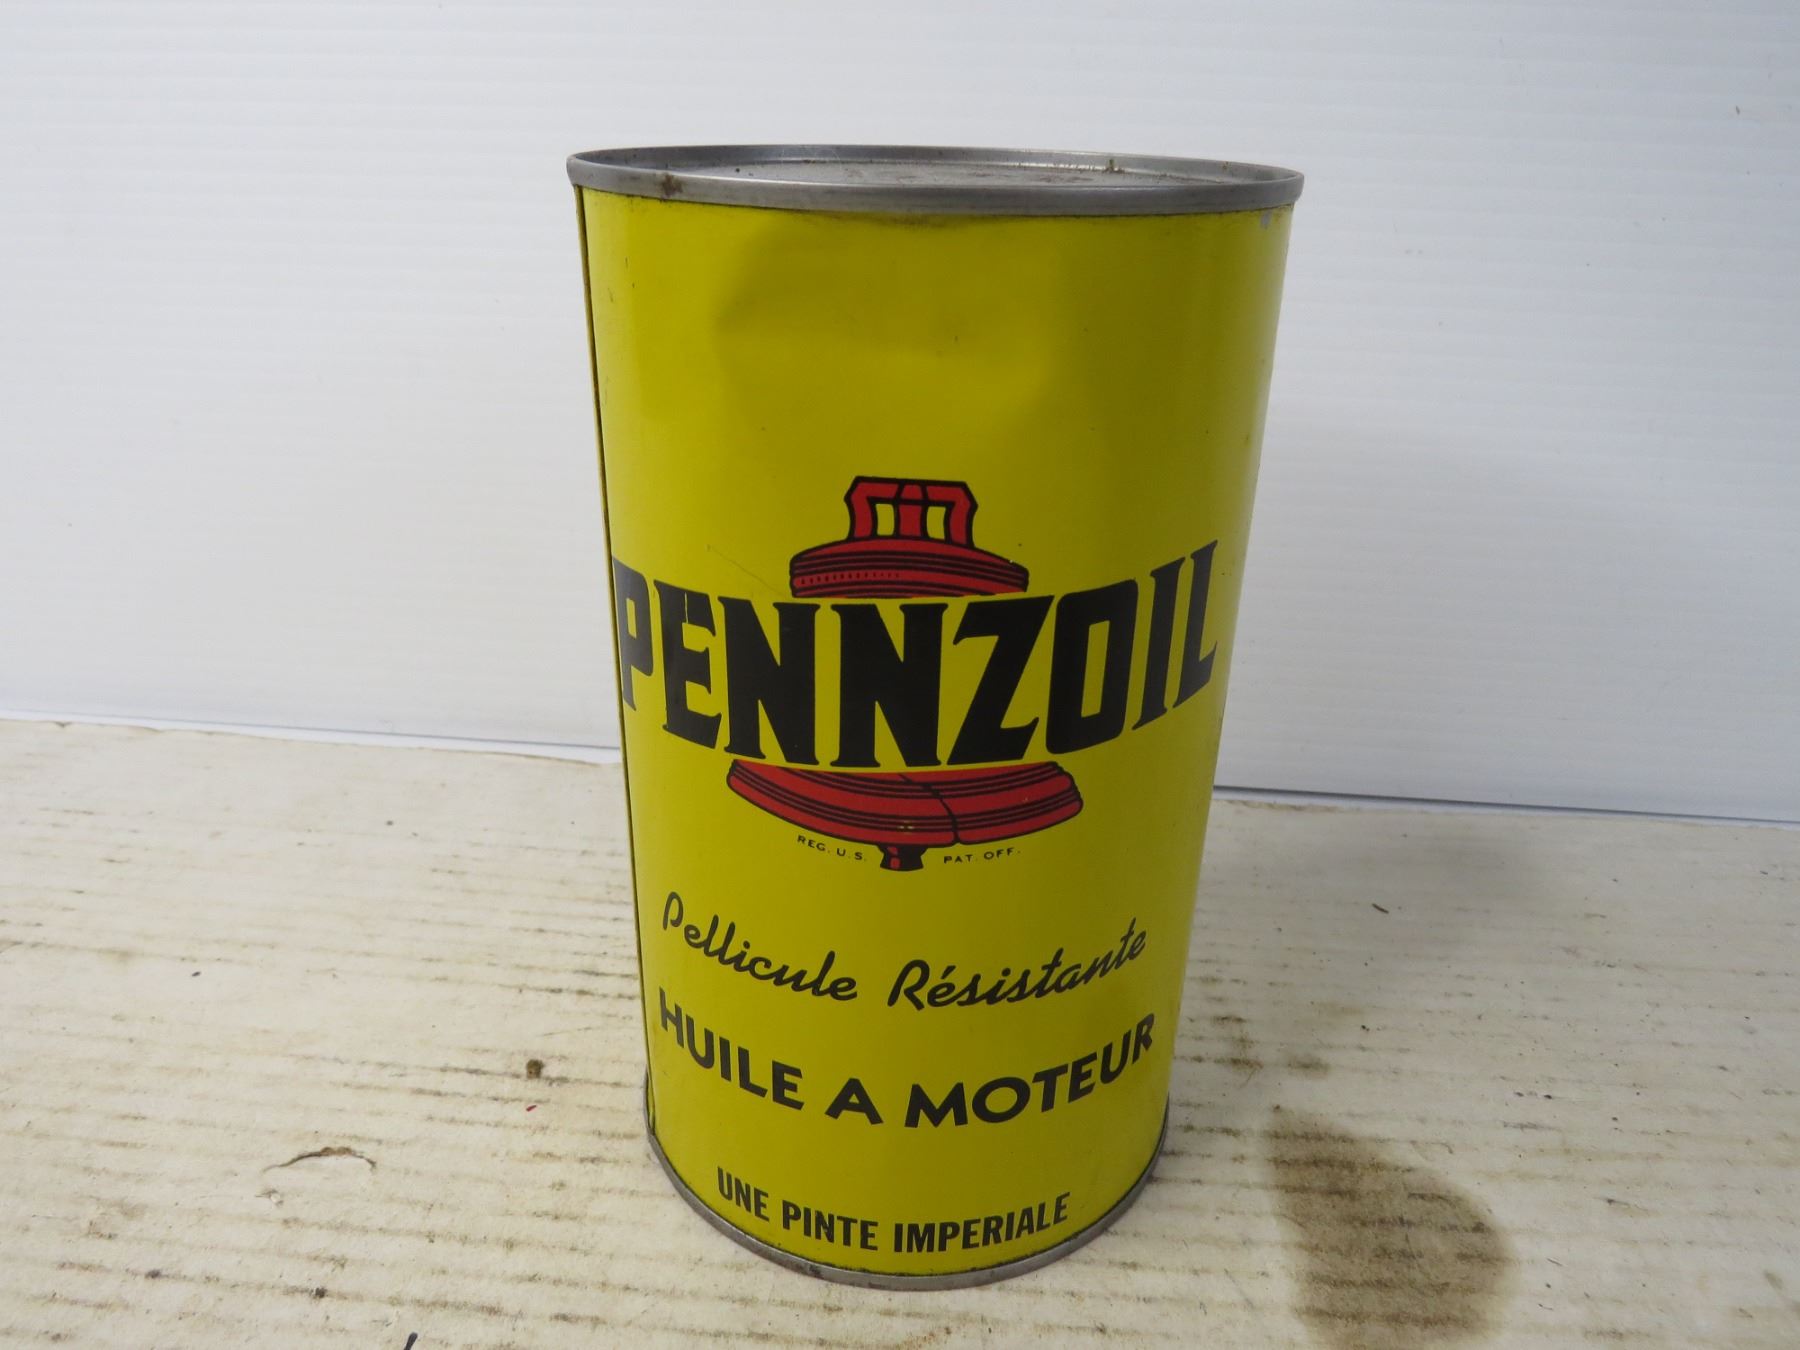 PENNZOIL
REG. U.S. PAT. OFF.
Pellicule Résistante
HUILE A MOTEUR
UNE PINTE IMPERIALE